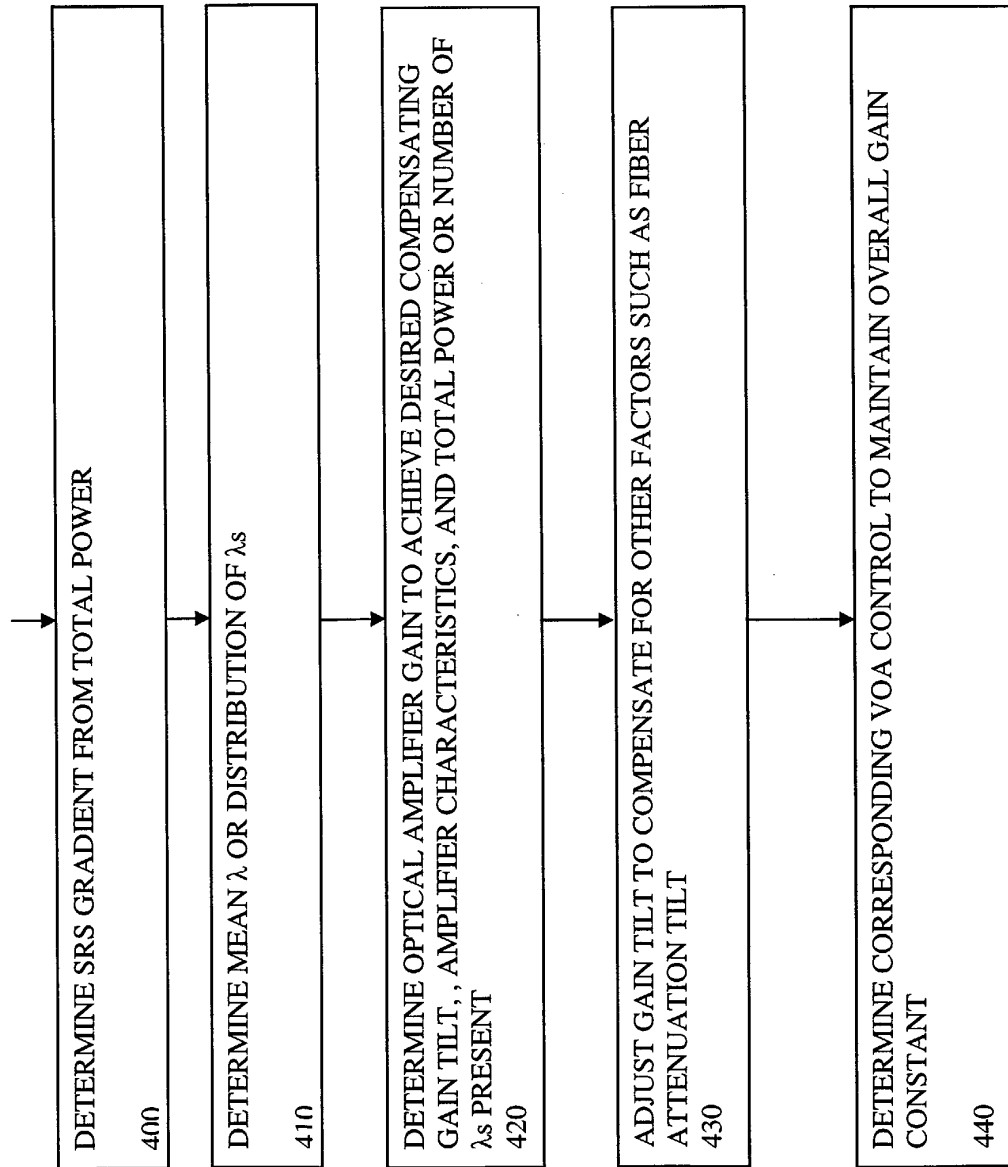 DETERMINE SRS GRADIENT FROM TOTAL POWER
400
DETERMINE MEAN λ OR DISTRIBUTION OF λs
410
DETERMINE OPTICAL AMPLIFIER GAIN TO ACHIEVE DESIRED COMPENSATING
GAIN TILT, , AMPLIFIER CHARACTERISTICS, AND TOTAL POWER OR NUMBER OF
λs PRESENT
420
ADJUST GAIN TILT TO COMPENSATE FOR OTHER FACTORS SUCH AS FIBER
ATTENUATION TILT
430
DETERMINE CORRESPONDING VOA CONTROL TO MAINTAIN OVERALL GAIN
CONSTANT
440